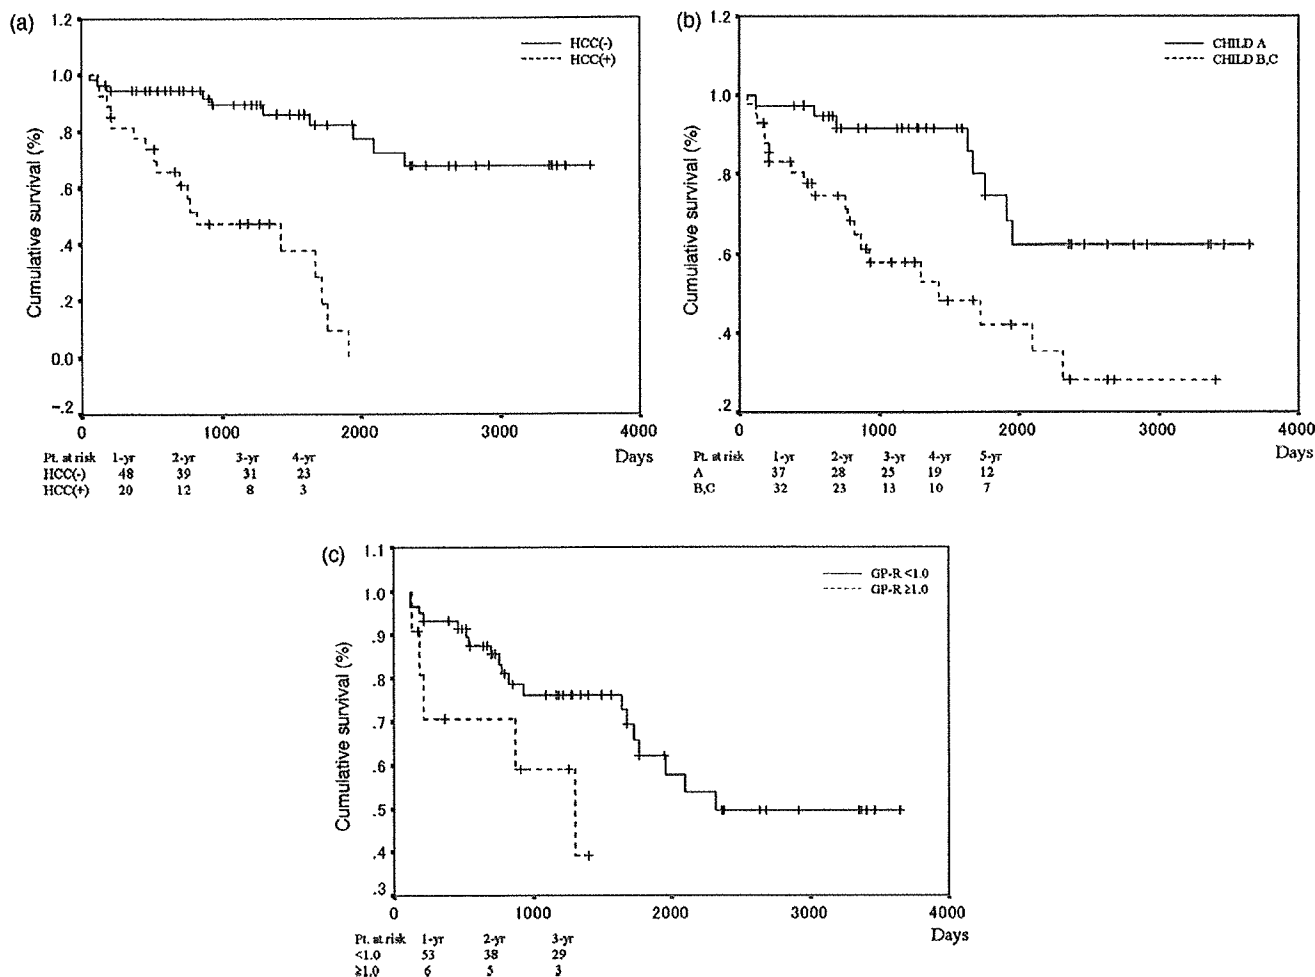 (a)
1.2
1.0
.8
.6
.4
.2
0.0
-.2
Cumulative survival (%)
HCC(-)
HCC(+)
0 1000 2000 3000 4000
Days
Pt. at risk 1-yr 2-yr 3-yr 4-yr
HCC(-) 48 39 31 23
HCC(+) 20 12 8 3
(b)
1.2
1.0
.8
.6
.4
.2
Cumulative survival (%)
CHILD A
CHILD B,C
0 1000 2000 3000 4000
Days
Pt. at risk 1-yr 2-yr 3-yr 4-yr 5-yr
A 37 28 25 19 12
B,C 32 23 13 10 7
(c)
1.1
1.0
.9
.8
.7
.6
.5
.4
.3
Cumulative survival (%)
GP-R <1.0
GP-R ≥1.0
0 1000 2000 3000 4000
Days
Pt. at risk 1-yr 2-yr 3-yr
<1.0 53 38 29
≥1.0 6 5 3